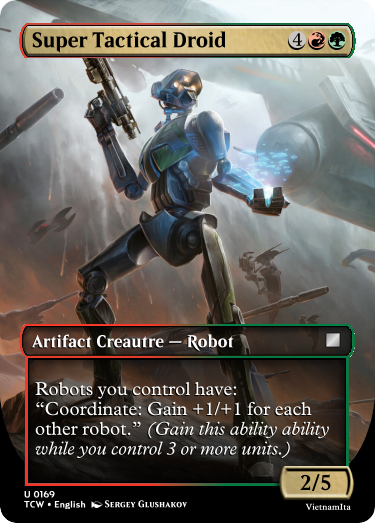 Super Tactical Droid 4
Artifact Creautre — Robot
Robots you control have:
“Coordinate: Gain +1/+1 for each
other robot.” (Gain this ability ability
while you control 3 or more units.)
2/5
U 0169
TCW • English SERGEY GLUSHAKOV
VietnamIta